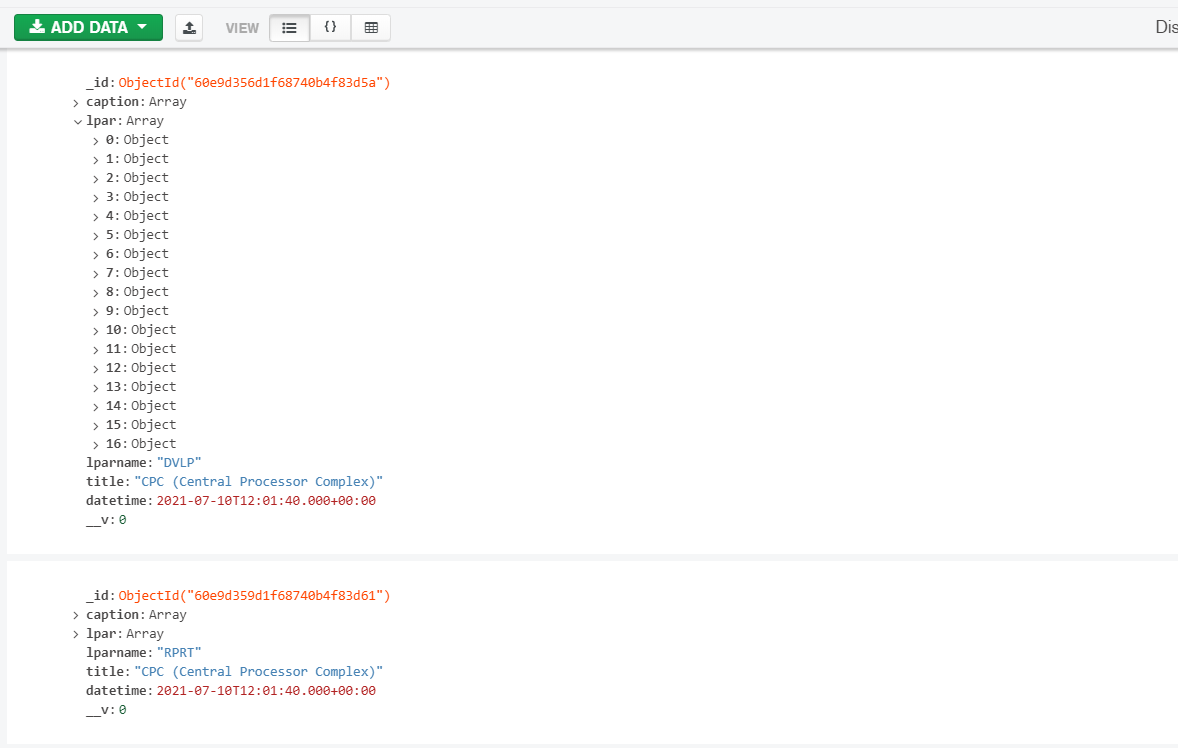 ADD DATA VIEW {} Dis
_id: ObjectId("60e9d356d1f68740b4f83d5a")
caption: Array
lpar: Array
0: Object
1: Object
2: Object
3: Object
4: Object
5: Object
6: Object
7: Object
8: Object
9: Object
10: Object
11: Object
12: Object
13: Object
14: Object
15: Object
16: Object
lparname: "DVLP"
title: "CPC (Central Processor Complex)"
datetime: 2021-07-10T12:01:40.000+00:00
__v: 0
_id: ObjectId("60e9d359d1f68740b4f83d61")
caption: Array
lpar: Array
lparname: "RPRT"
title: "CPC (Central Processor Complex)"
datetime: 2021-07-10T12:01:40.000+00:00
__v: 0